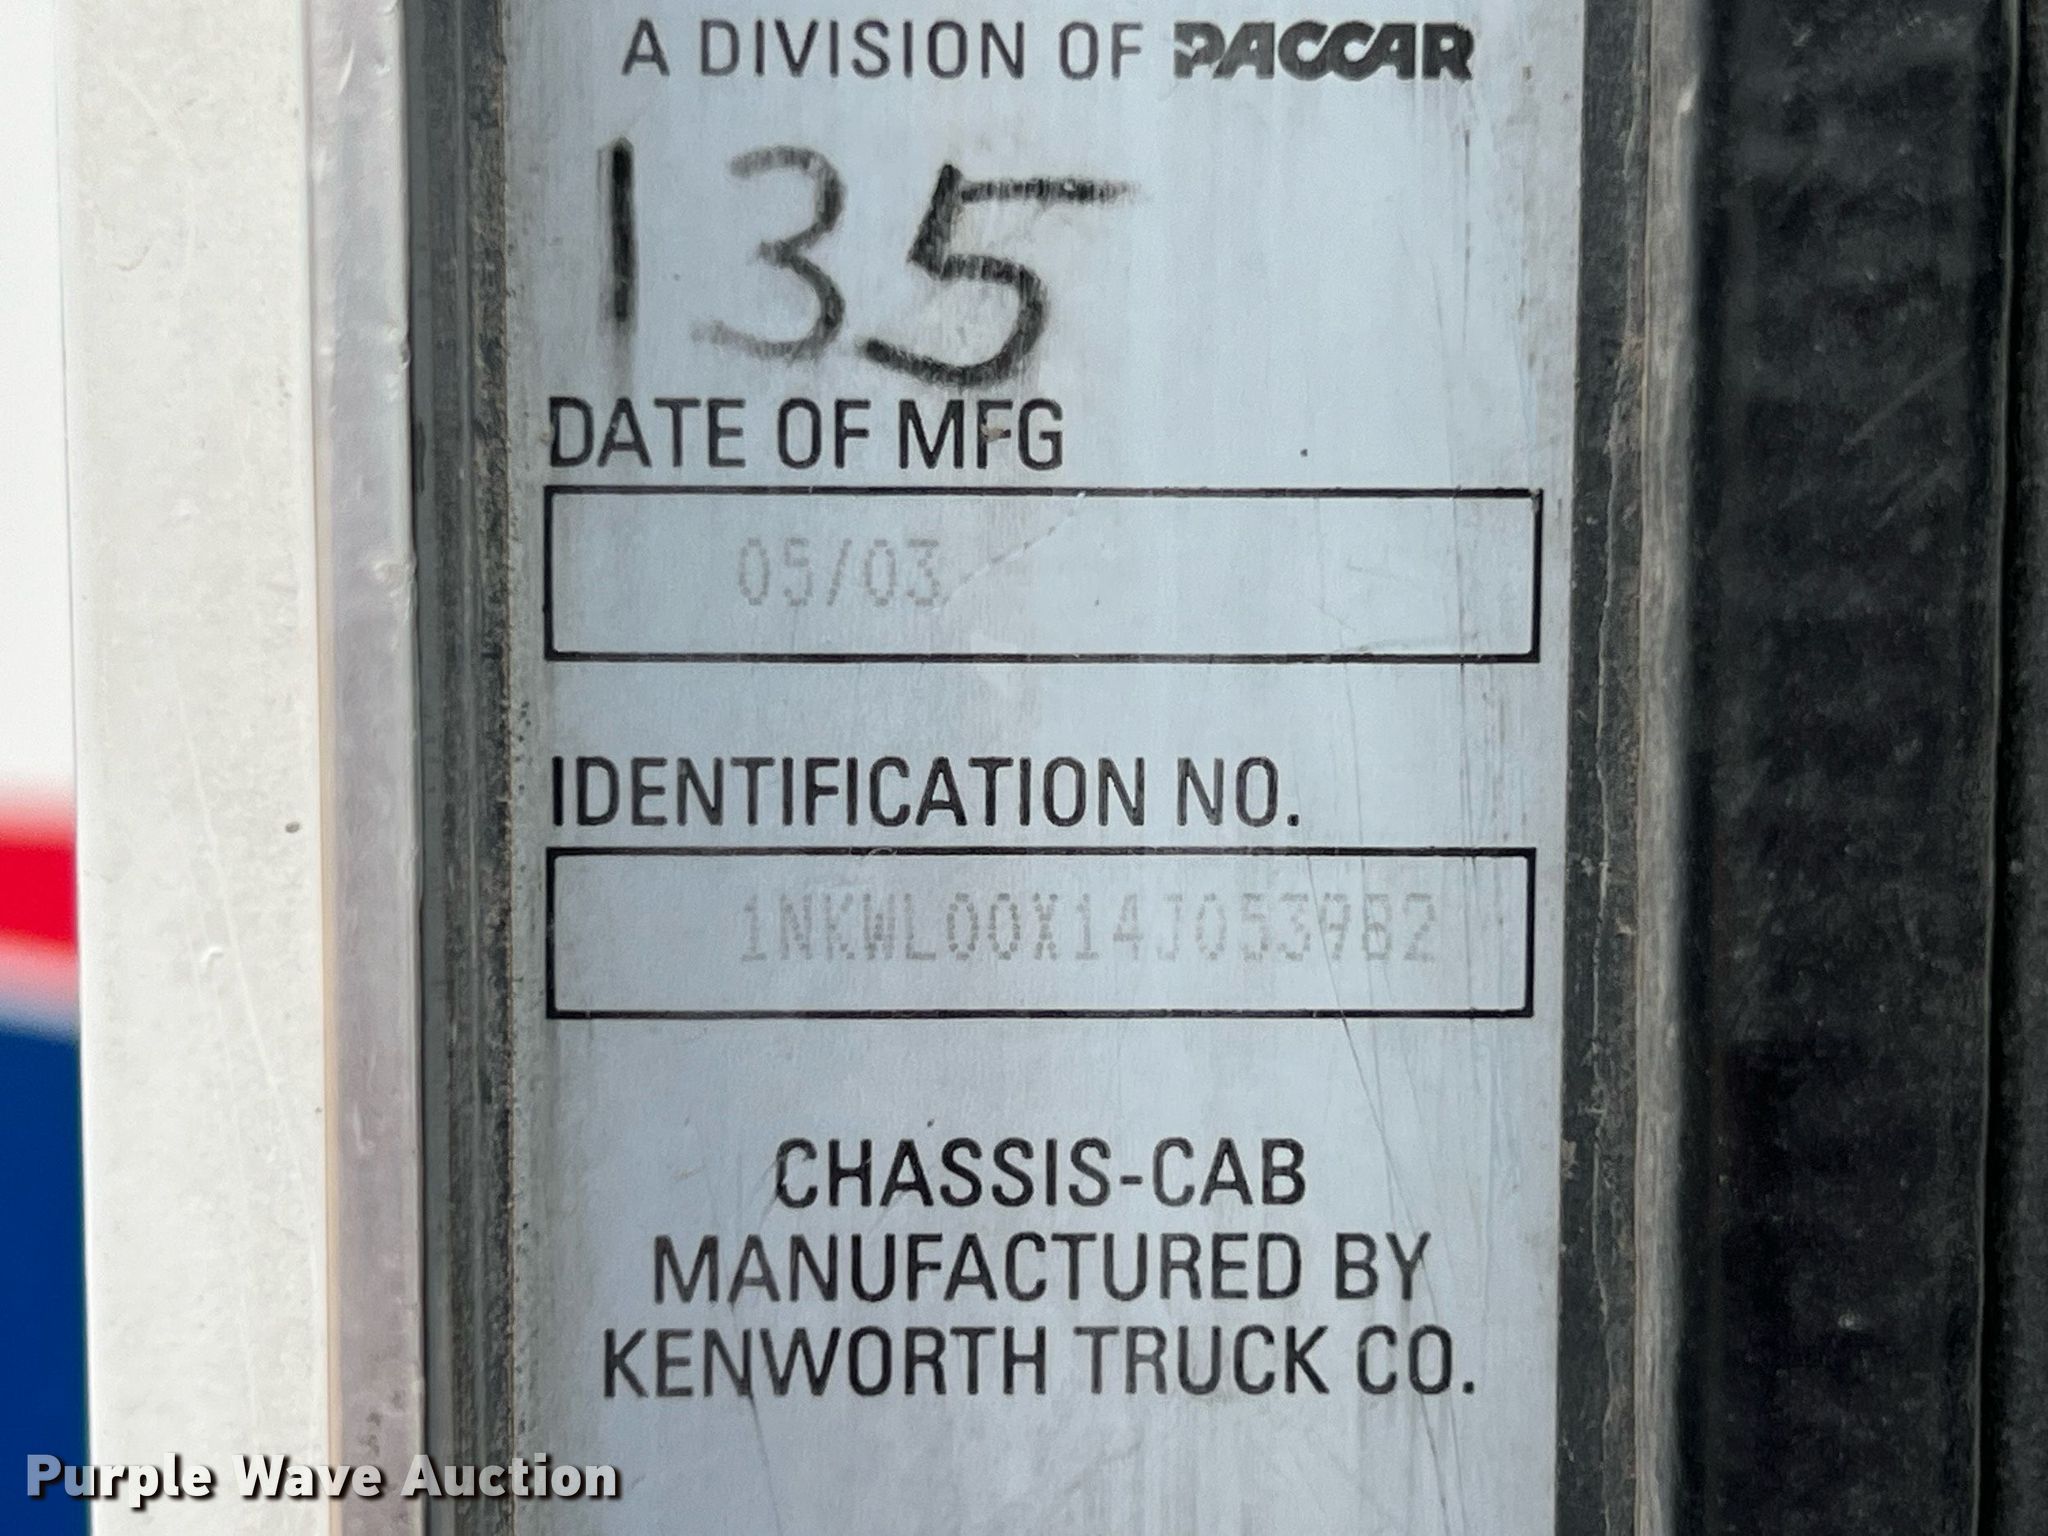 A DIVISION OF PACCAR
135
DATE OF MFG
05/03
IDENTIFICATION NO.
1NKWL00X14J053982
CHASSIS-CAB
MANUFACTURED BY
KENWORTH TRUCK CO.
Purple Wave Auction